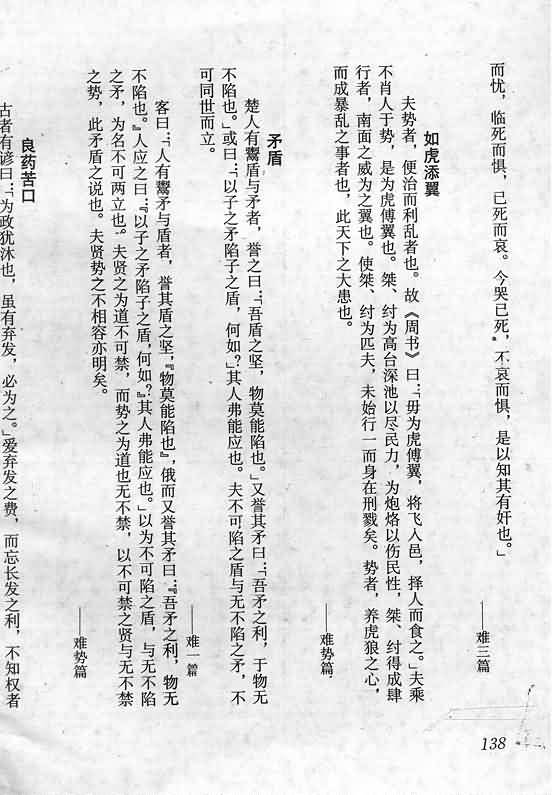 而忧，临死而惧，已死而哀。今哭已死，不哀而惧，是以知其有奸也。」
——难三篇
如虎添翼
夫势者，便治而利乱者也。故《周书》曰：「毋为虎傅翼，将飞入邑，择人而食之。」夫乘
不肖人于势，是为虎傅翼也。桀、纣为高台深池以尽民力，为炮烙以伤民性，桀、纣得成肆
行者，南面之威为之翼也。使桀、纣为匹夫，未始行一而身在刑戮矣。势者，养虎狼之心，
而成暴乱之事者也，此天下之大患也。
——难势篇
矛盾
楚人有鬻盾与矛者，誉之曰：「吾盾之坚，物莫能陷也。」又誉其矛曰：「吾矛之利，于物无
不陷也。」或曰：「以子之矛陷子之盾，何如？」其人弗能应也。夫不可陷之盾与无不陷之矛，不
可同世而立。
——难一篇
客曰：「人有鬻矛与盾者，誉其盾之坚，『物莫能陷也』，俄而又誉其矛曰：『吾矛之利，物无
不陷也。』人应之曰：『以子之矛陷子之盾，何如？』其人弗能应也。」以为不可陷之盾，与无不陷
之矛，为名不可两立也。夫贤之为道不可禁，而势之为道也无不禁，以不可禁之贤与无不禁
之势，此矛盾之说也。夫贤势之不相容亦明矣。
——难势篇
良药苦口
古者有谚曰：「为政犹沐也，虽有弃发，必为之。」爱弃发之费，而忘长发之利，不知权者
138